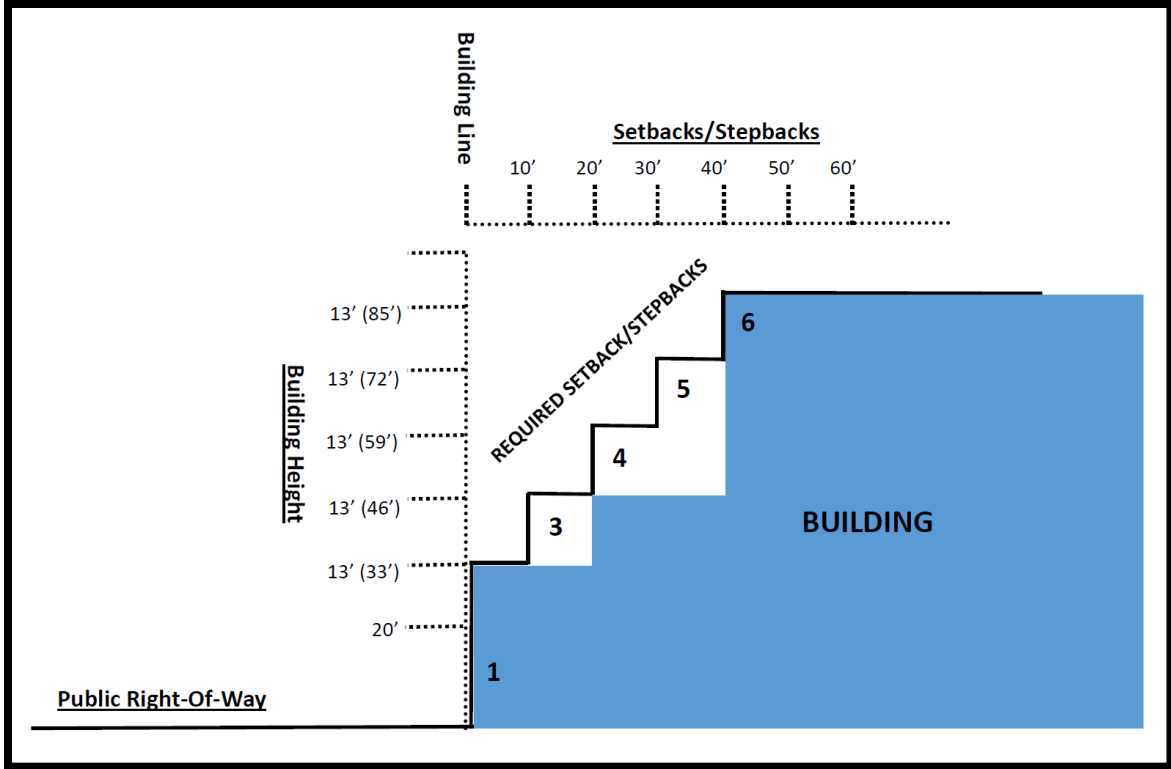 Building Line
Setbacks/Stepbacks
10’
20’
30’
40’
50’
60’
REQUIRED SETBACK/STEPBACKS
13’ (85’)
13’ (72’)
13’ (59’)
13’ (46’)
13’ (33’)
20’
Building Height
6
5
4
3
1
BUILDING
Public Right-Of-Way